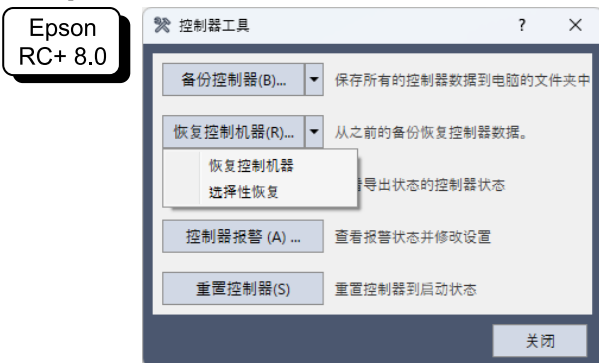 Epson
RC+ 8.0
控制器工具
?
备份控制器(B)...
保存所有的控制器数据到电脑的文件夹中
恢复控制机器(R)...
从之前的备份恢复控制器数据。
恢复控制机器
选择性恢复
导出状态的控制器状态
控制器报警 (A) ...
查看报警状态并修改设置
重置控制器(S)
重置控制器到启动状态
关闭